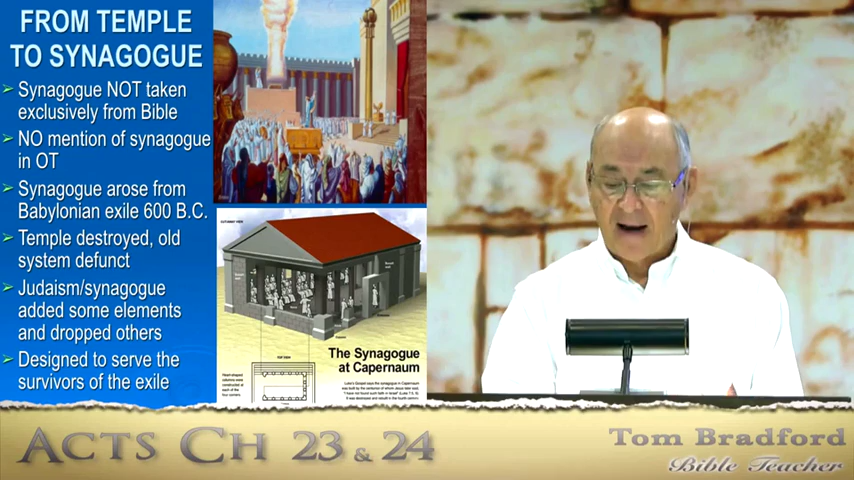 FROM TEMPLE
TO SYNAGOGUE
➢ Synagogue NOT taken
exclusively from Bible
➢ NO mention of synagogue
in OT
➢ Synagogue arose from
Babylonian exile 600 B.C.
➢ Temple destroyed, old
system defunct
➢ Judaism/synagogue
added some elements
and dropped others
➢ Designed to serve the
survivors of the exile
The Synagogue
at Capernaum
ACTS CH 23 & 24
Tom Bradford
Bible Teacher